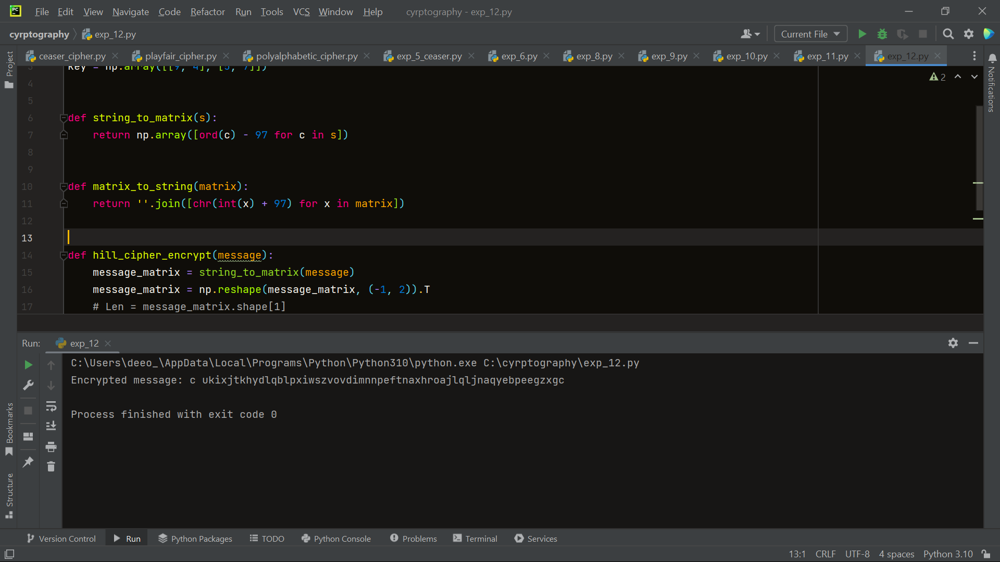 PC File Edit View Navigate Code Refactor Run Tools VCS Window Help cyrptography - exp_12.py
cyrptography exp_12.py Current File
ceaser_cipher.py playfair_cipher.py polyalphabetic_cipher.py exp_5_ceaser.py exp_6.py exp_8.py exp_9.py exp_10.py exp_11.py exp_12.py
Project
Notifications
2
3 key = np.array([[9, 4], [5, 7]])
4
5
6 def string_to_matrix(s):
7 return np.array([ord(c) - 97 for c in s])
8
9
10 def matrix_to_string(matrix):
11 return ''.join([chr(int(x) + 97) for x in matrix])
12
13
14 def hill_cipher_encrypt(message):
15 message_matrix = string_to_matrix(message)
16 message_matrix = np.reshape(message_matrix, (-1, 2)).T
17 # Len = message_matrix.shape[1]
Run: exp_12
C:\Users\deeo_\AppData\Local\Programs\Python\Python310\python.exe C:\cyrptography\exp_12.py
Encrypted message: c ukixjtkhydlqblpxiwszvovdimnnpeftnaxhroajlqljnaqyebpeegzxgc
Process finished with exit code 0
Bookmarks
Structure
Version Control Run Python Packages TODO Python Console Problems Terminal Services
13:1 CRLF UTF-8 4 spaces Python 3.10